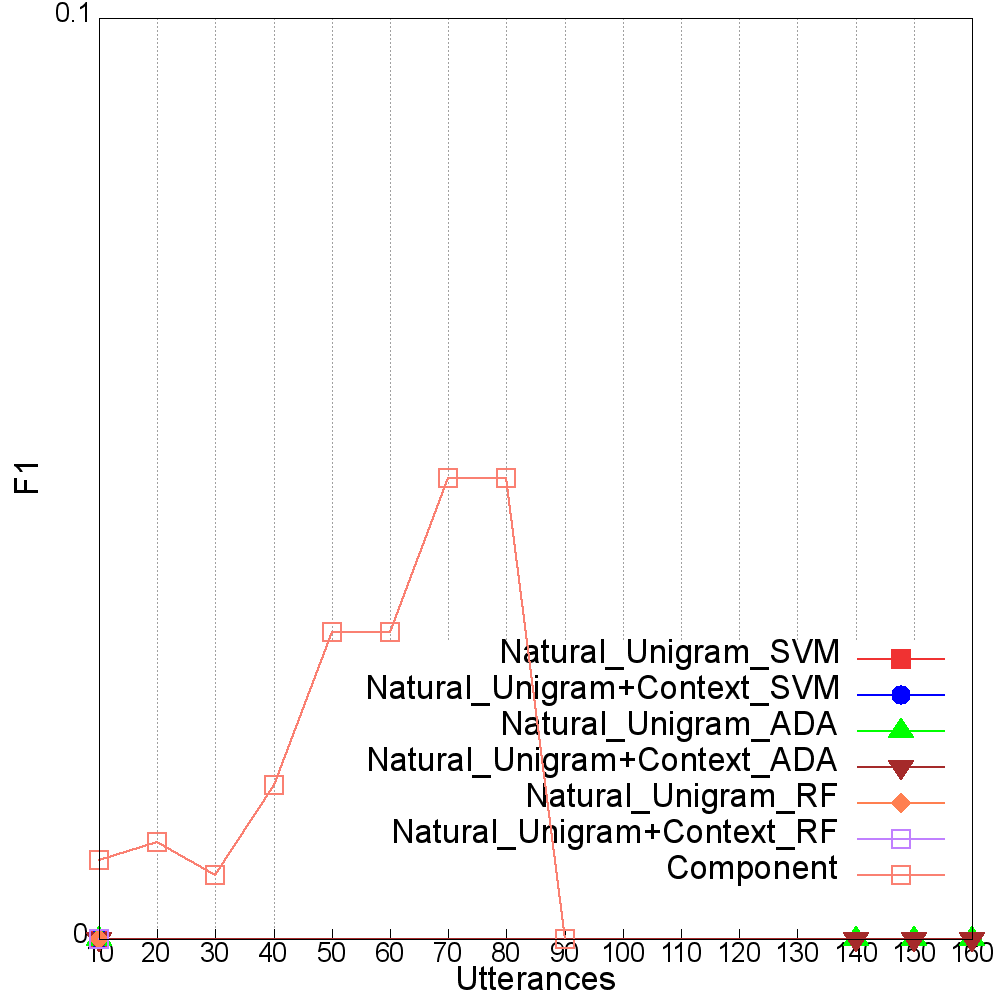 0.1
F1
Natural_Unigram_SVM
Natural_Unigram+Context_SVM
Natural_Unigram_ADA
Natural_Unigram+Context_ADA
Natural_Unigram_RF
Natural_Unigram+Context_RF
Component
0
10 20 30 40 50 60 70 80 90 100 110 120 130 140 150 160
Utterances